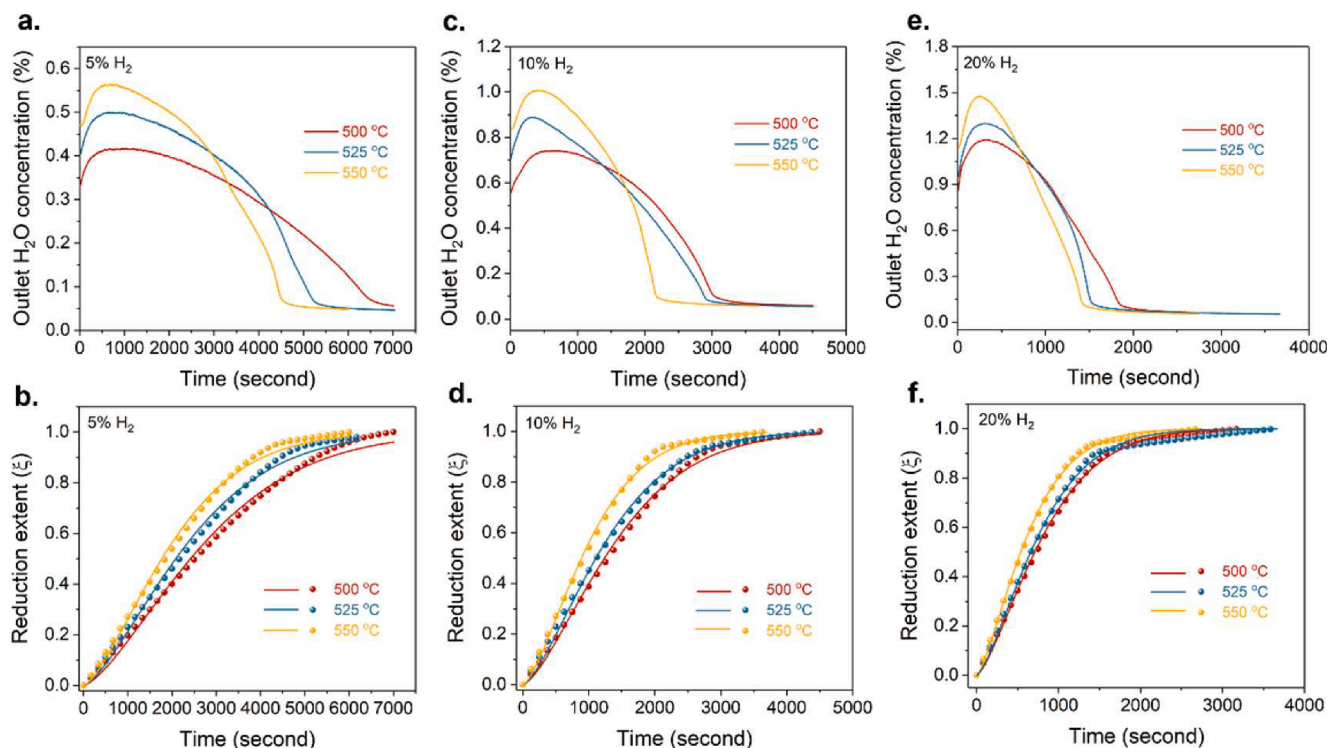 a.
5% H₂
Outlet H₂O concentration (%)
0.6
0.5
0.4
0.3
0.2
0.1
0.0
500 °C
525 °C
550 °C
0 1000 2000 3000 4000 5000 6000 7000
Time (second)
c.
10% H₂
Outlet H₂O concentration (%)
1.2
1.0
0.8
0.6
0.4
0.2
0.0
500 °C
525 °C
550 °C
0 1000 2000 3000 4000 5000
Time (second)
e.
20% H₂
Outlet H₂O concentration (%)
1.8
1.5
1.2
0.9
0.6
0.3
0.0
500 °C
525 °C
550 °C
0 1000 2000 3000 4000
Time (second)
b.
5% H₂
Reduction extent (ξ)
1.0
0.8
0.6
0.4
0.2
0.0
500 °C
525 °C
550 °C
0 1000 2000 3000 4000 5000 6000 7000
Time (second)
d.
10% H₂
Reduction extent (ξ)
1.0
0.8
0.6
0.4
0.2
0.0
500 °C
525 °C
550 °C
0 1000 2000 3000 4000 5000
Time (second)
f.
20% H₂
Reduction extent (ξ)
1.0
0.8
0.6
0.4
0.2
0.0
500 °C
525 °C
550 °C
0 1000 2000 3000 4000
Time (second)